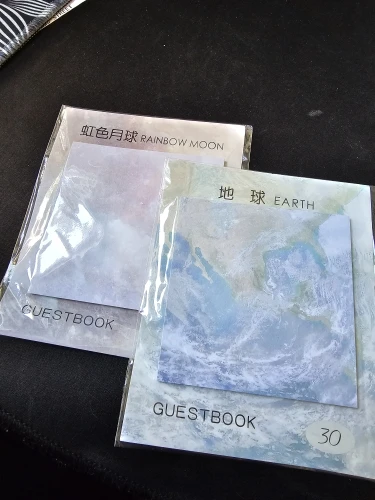 虹色月球 RAINBOW MOON
GUESTBOOK
地 球 EARTH
GUESTBOOK
30